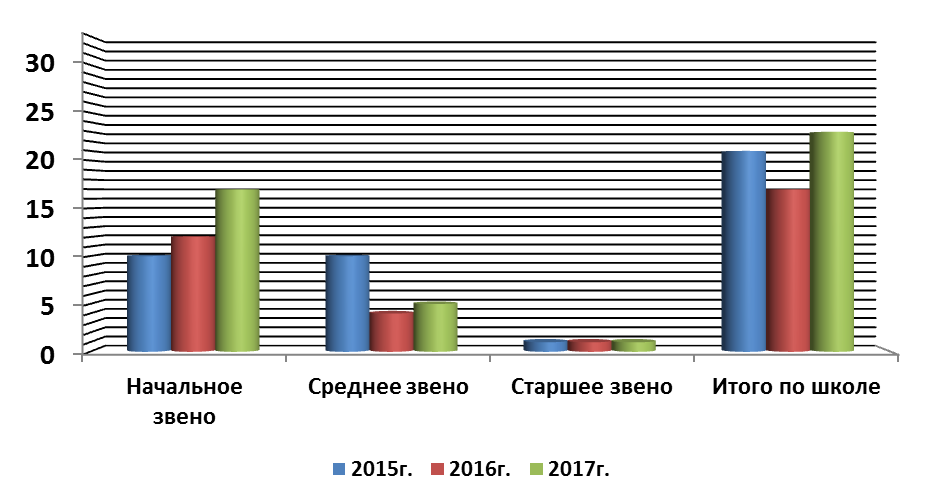 30
25
20
15
10
5
0
Начальное звено
Среднее звено
Старшее звено
Итого по школе
2015г.
2016г.
2017г.